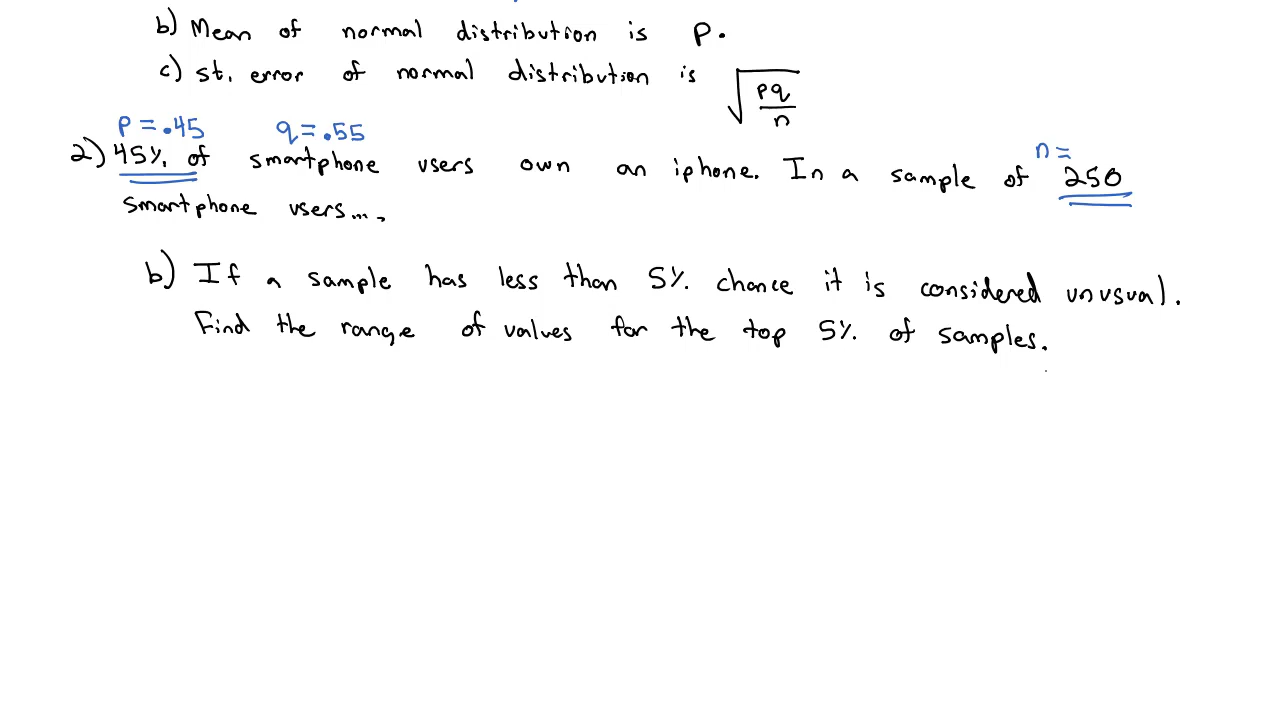 b) Mean of normal distribution is p.
c) st. error of normal distribution is √(pq/n)
p = .45 q = .55
n =
2) 45% of smartphone users own an iphone. In a sample of 250
smartphone users...,
b) If a sample has less than 5% chance it is considered unusual.
Find the range of values for the top 5% of samples.